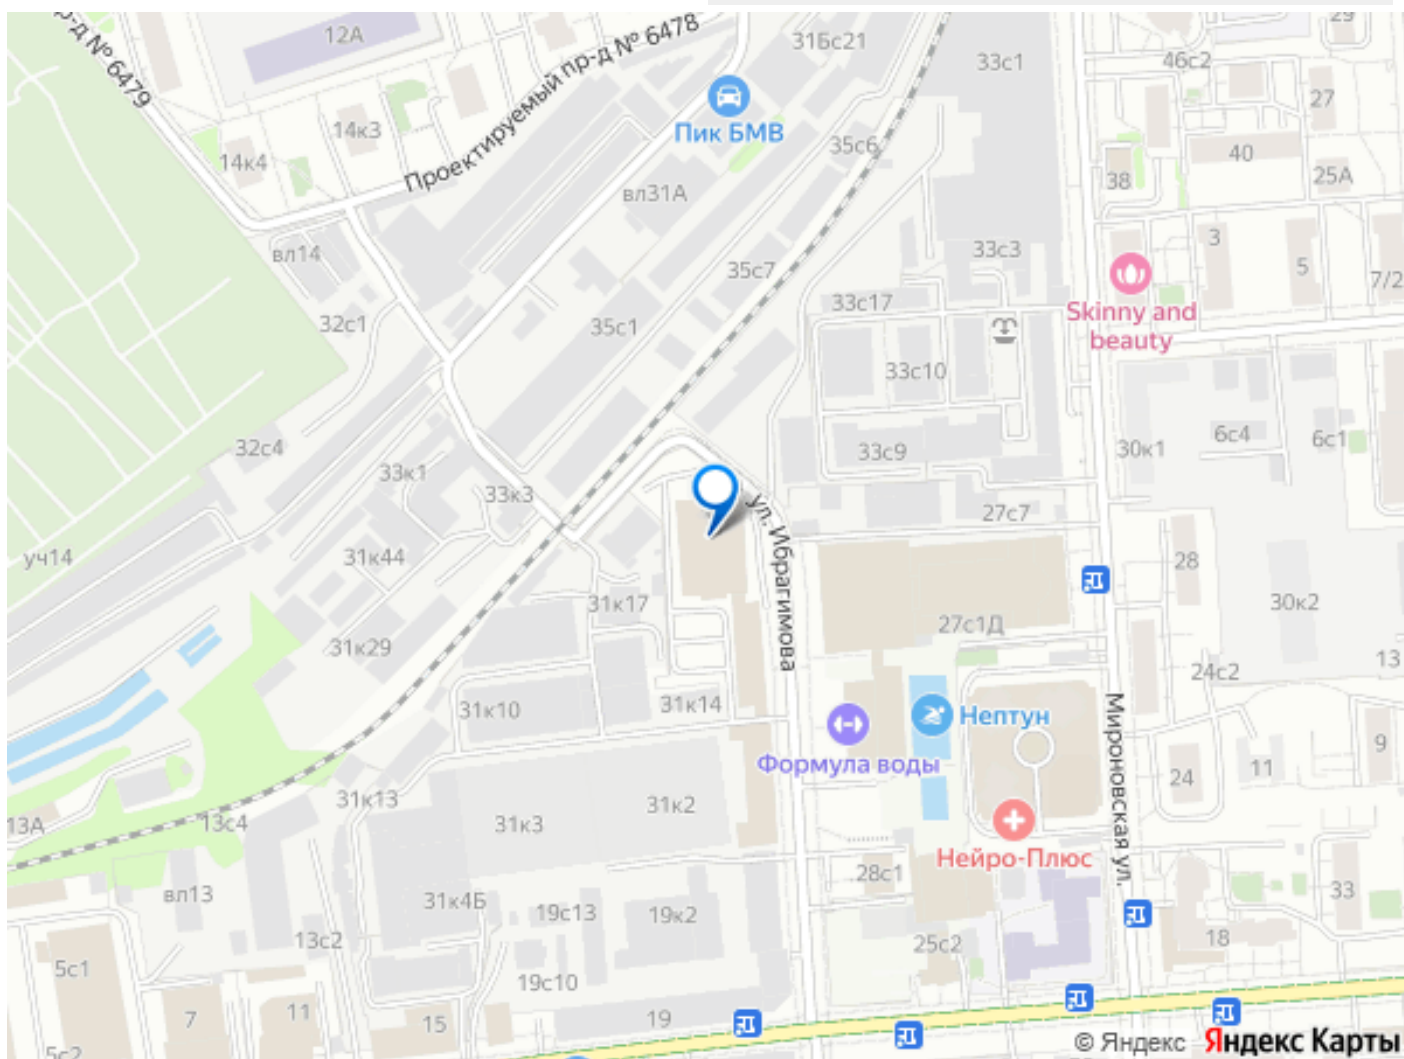 12А
31Бс21
33с1
29
46с2
пр-д № 6479
Проектируемый пр-д № 6478
27
Пик БМВ
14к3
14к4
35с6
40
38
25А
вл31А
3
вл14
35с7
33с3
5
7/2
33с17
32с1
35с1
Skinny and
beauty
33с10
32с4
33с9
30к1
6с4
6с1
33к1
33к3
27с7
ул. Ибрагимова
уч14
31к44
28
30к2
31к17
27с1Д
31к29
13
24с2
31к14
31к10
Нептун
Мироновская ул.
Формула воды
9
11
24
31к13
13А
13с4
31к3
31к2
Нейро-Плюс
28с1
вл13
33
31к4Б
19с13
19к2
13с2
25с2
18
5с1
19с10
11
7
15
19
5с2
© Яндекс Яндекс Карты